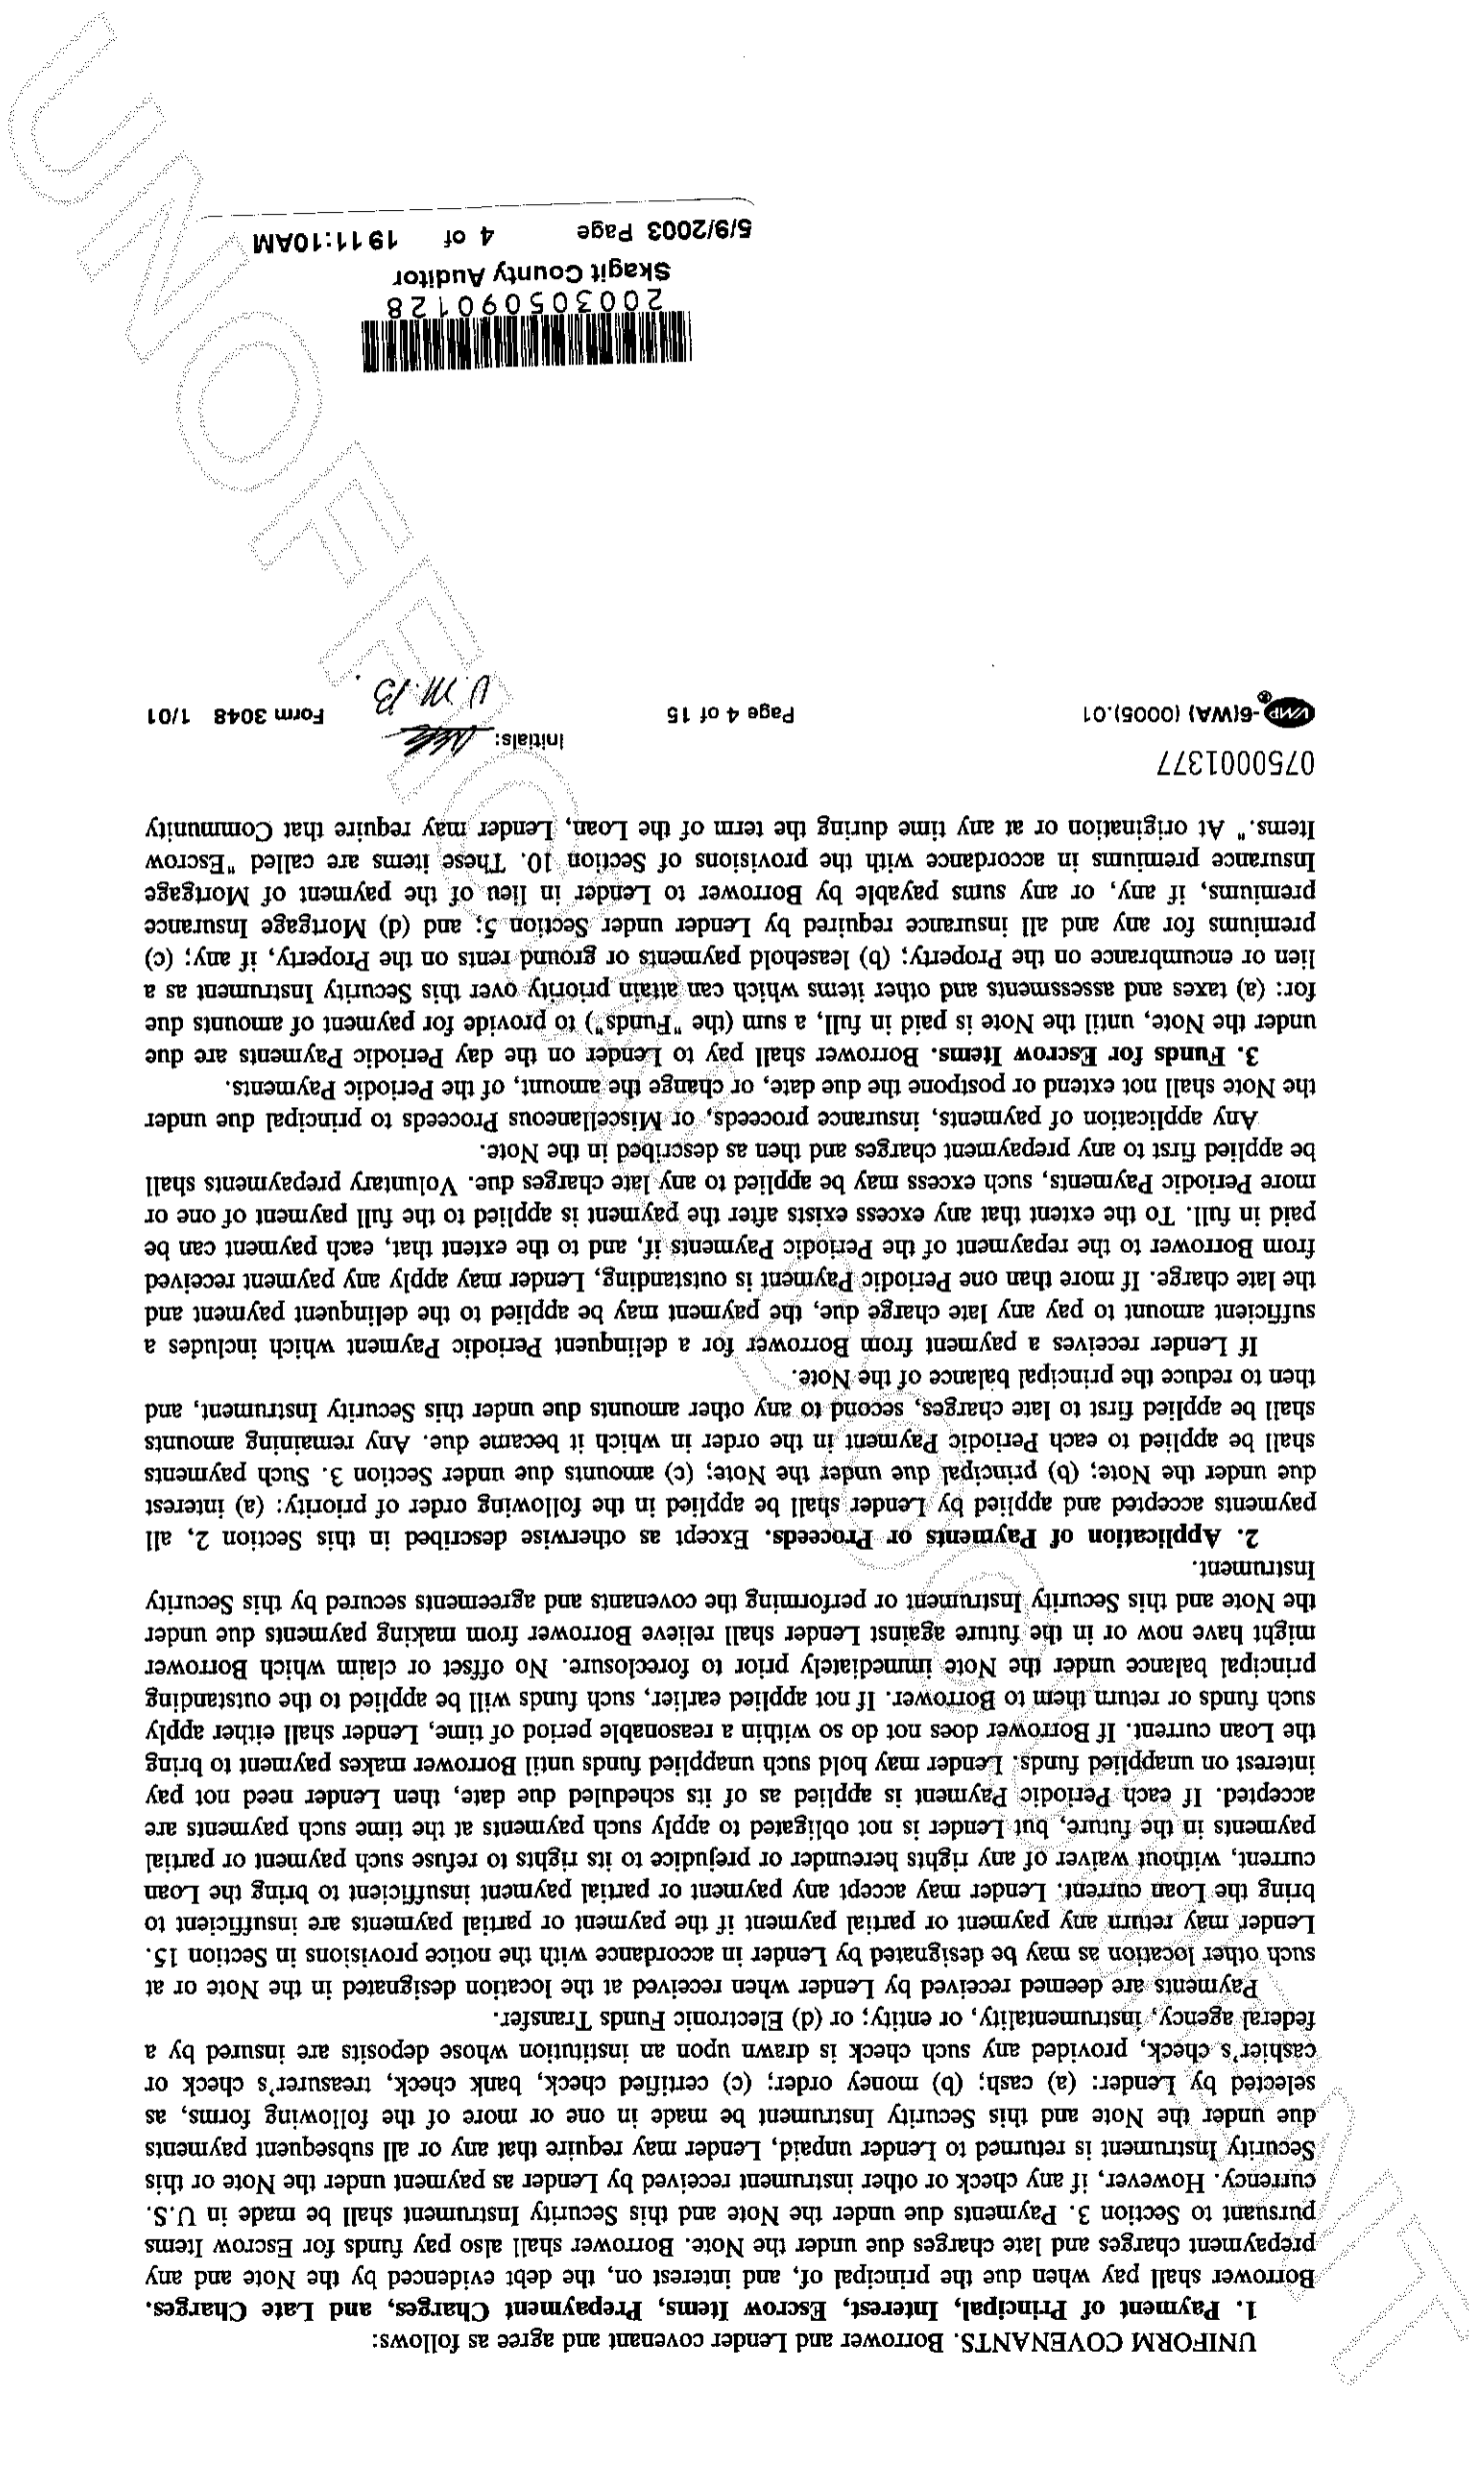 UNIFORM COVENANTS. Borrower and Lender covenant and agree as follows:
1. Payment of Principal, Interest, Escrow Items, Prepayment Charges, and Late Charges.
Borrower shall pay when due the principal of, and interest on, the debt evidenced by the Note and any
prepayment charges and late charges due under the Note. Borrower shall also pay funds for Escrow Items
pursuant to Section 3. Payments due under the Note and this Security Instrument shall be made in U.S.
currency. However, if any check or other instrument received by Lender as payment under the Note or this
Security Instrument is returned to Lender unpaid, Lender may require that any or all subsequent payments
due under the Note and this Security Instrument be made in one or more of the following forms, as
selected by Lender: (a) cash; (b) money order; (c) certified check, bank check, treasurer's check or
cashier's check, provided any such check is drawn upon an institution whose deposits are insured by a
federal agency, instrumentality, or entity; or (d) Electronic Funds Transfer.
Payments are deemed received by Lender when received at the location designated in the Note or at
such other location as may be designated by Lender in accordance with the notice provisions in Section 15.
Lender may return any payment or partial payment if the payment or partial payments are insufficient to
bring the Loan current. Lender may accept any payment or partial payment insufficient to bring the Loan
current, without waiver of any rights hereunder or prejudice to its rights to refuse such payment or partial
payments in the future, but Lender is not obligated to apply such payments at the time such payments are
accepted. If each Periodic Payment is applied as of its scheduled due date, then Lender need not pay
interest on unapplied funds. Lender may hold such unapplied funds until Borrower makes payment to bring
the Loan current. If Borrower does not do so within a reasonable period of time, Lender shall either apply
such funds or return them to Borrower. If not applied earlier, such funds will be applied to the outstanding
principal balance under the Note immediately prior to foreclosure. No offset or claim which Borrower
might have now or in the future against Lender shall relieve Borrower from making payments due under
the Note and this Security Instrument or performing the covenants and agreements secured by this Security
Instrument.
2. Application of Payments or Proceeds. Except as otherwise described in this Section 2, all
payments accepted and applied by Lender shall be applied in the following order of priority: (a) interest
due under the Note; (b) principal due under the Note; (c) amounts due under Section 3. Such payments
shall be applied to each Periodic Payment in the order in which it became due. Any remaining amounts
shall be applied first to late charges, second to any other amounts due under this Security Instrument, and
then to reduce the principal balance of the Note.
If Lender receives a payment from Borrower for a delinquent Periodic Payment which includes a
sufficient amount to pay any late charge due, the payment may be applied to the delinquent payment and
the late charge. If more than one Periodic Payment is outstanding, Lender may apply any payment received
from Borrower to the repayment of the Periodic Payments if, and to the extent that, each payment can be
paid in full. To the extent that any excess exists after the payment is applied to the full payment of one or
more Periodic Payments, such excess may be applied to any late charges due. Voluntary prepayments shall
be applied first to any prepayment charges and then as described in the Note.
Any application of payments, insurance proceeds, or Miscellaneous Proceeds to principal due under
the Note shall not extend or postpone the due date, or change the amount, of the Periodic Payments.
3. Funds for Escrow Items. Borrower shall pay to Lender on the day Periodic Payments are due
under the Note, until the Note is paid in full, a sum (the "Funds") to provide for payment of amounts due
for: (a) taxes and assessments and other items which can attain priority over this Security Instrument as a
lien or encumbrance on the Property; (b) leasehold payments or ground rents on the Property, if any; (c)
premiums for any and all insurance required by Lender under Section 5; and (d) Mortgage Insurance
premiums, if any, or any sums payable by Borrower to Lender in lieu of the payment of Mortgage
Insurance premiums in accordance with the provisions of Section 10. These items are called "Escrow
Items." At origination or at any time during the term of the Loan, Lender may require that Community
0750001377
Initials:
VMP®-6(WA) (0005).01 Page 4 of 15 V.M.B. Form 3048 1/01
200305090128
Skagit County Auditor
5/9/2003 Page 4 of 19 11:10AM
UNOFFICIAL DOCUMENT